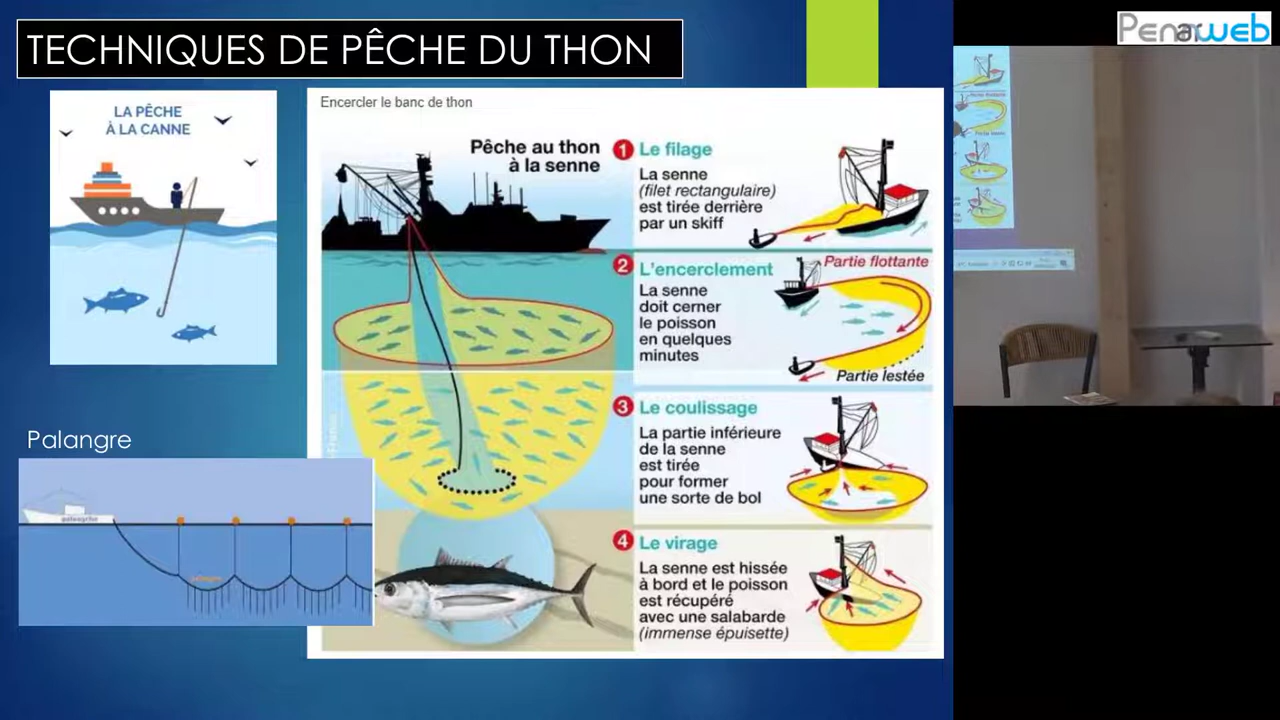 TECHNIQUES DE PÊCHE DU THON
LA PÊCHE
À LA CANNE
Palangre
palangrier
palangre
Encercler le banc de thon
Pêche au thon
à la senne
1 Le filage
La senne
(filet rectangulaire)
est tirée derrière
par un skiff
2 L'encerclement
La senne
doit cerner
le poisson
en quelques
minutes
Partie flottante
Partie lestée
3 Le coulissage
La partie inférieure
de la senne
est tirée
pour former
une sorte de bol
4 Le virage
La senne est hissée
à bord et le poisson
est récupéré
avec une salabarde
(immense épuisette)
Penarweb